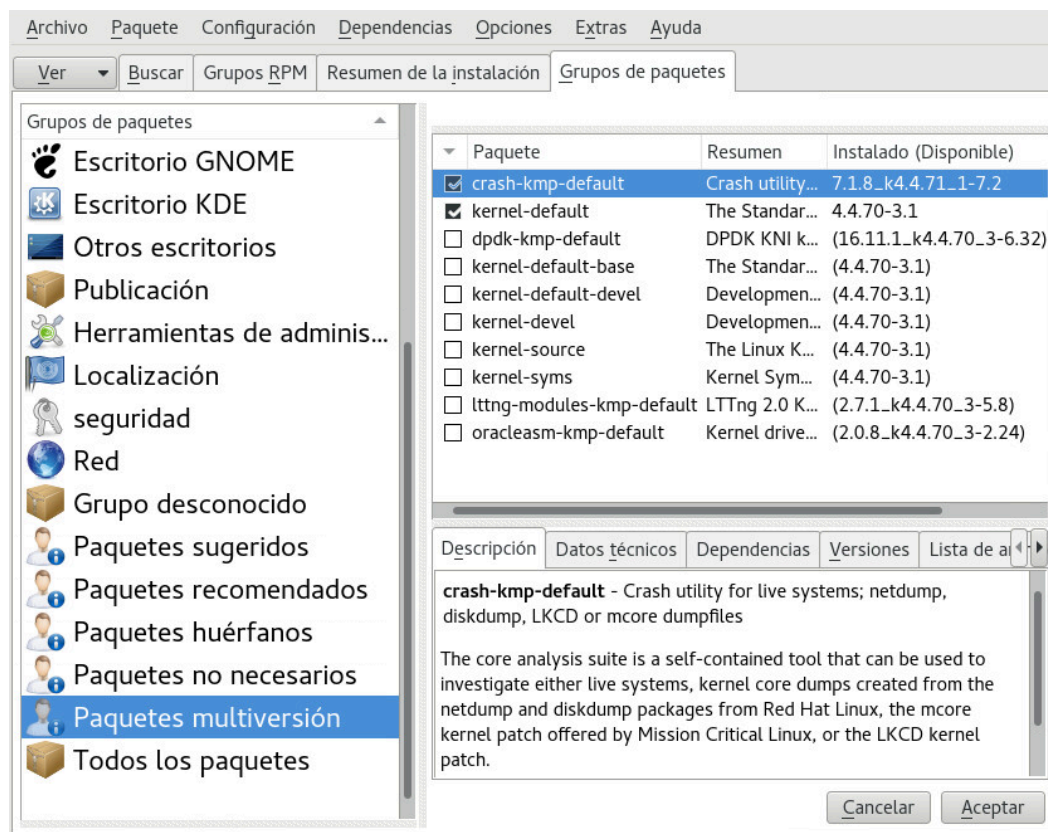 Archivo Paquete Configuración Dependencias Opciones Extras Ayuda
Ver Buscar Grupos RPM Resumen de la instalación Grupos de paquetes
Grupos de paquetes
Escritorio GNOME
Escritorio KDE
Otros escritorios
Publicación
Herramientas de adminis...
Localización
seguridad
Red
Grupo desconocido
Paquetes sugeridos
Paquetes recomendados
Paquetes huérfanos
Paquetes no necesarios
Paquetes multiversión
Todos los paquetes
Paquete Resumen Instalado (Disponible)
crash-kmp-default Crash utility... 7.1.8_k4.4.71_1-7.2
kernel-default The Standar... 4.4.70-3.1
dpdk-kmp-default DPDK KNI k... (16.11.1_k4.4.70_3-6.32)
kernel-default-base The Standar... (4.4.70-3.1)
kernel-default-devel Developmen... (4.4.70-3.1)
kernel-devel Developmen... (4.4.70-3.1)
kernel-source The Linux K... (4.4.70-3.1)
kernel-syms Kernel Sym... (4.4.70-3.1)
lttng-modules-kmp-default LTTng 2.0 K... (2.7.1_k4.4.70_3-5.8)
oracleasm-kmp-default Kernel drive... (2.0.8_k4.4.70_3-2.24)
Descripción Datos técnicos Dependencias Versiones Lista de ar
crash-kmp-default - Crash utility for live systems; netdump,
diskdump, LKCD or mcore dumpfiles
The core analysis suite is a self-contained tool that can be used to
investigate either live systems, kernel core dumps created from the
netdump and diskdump packages from Red Hat Linux, the mcore
kernel patch offered by Mission Critical Linux, or the LKCD kernel
patch.
Cancelar Aceptar